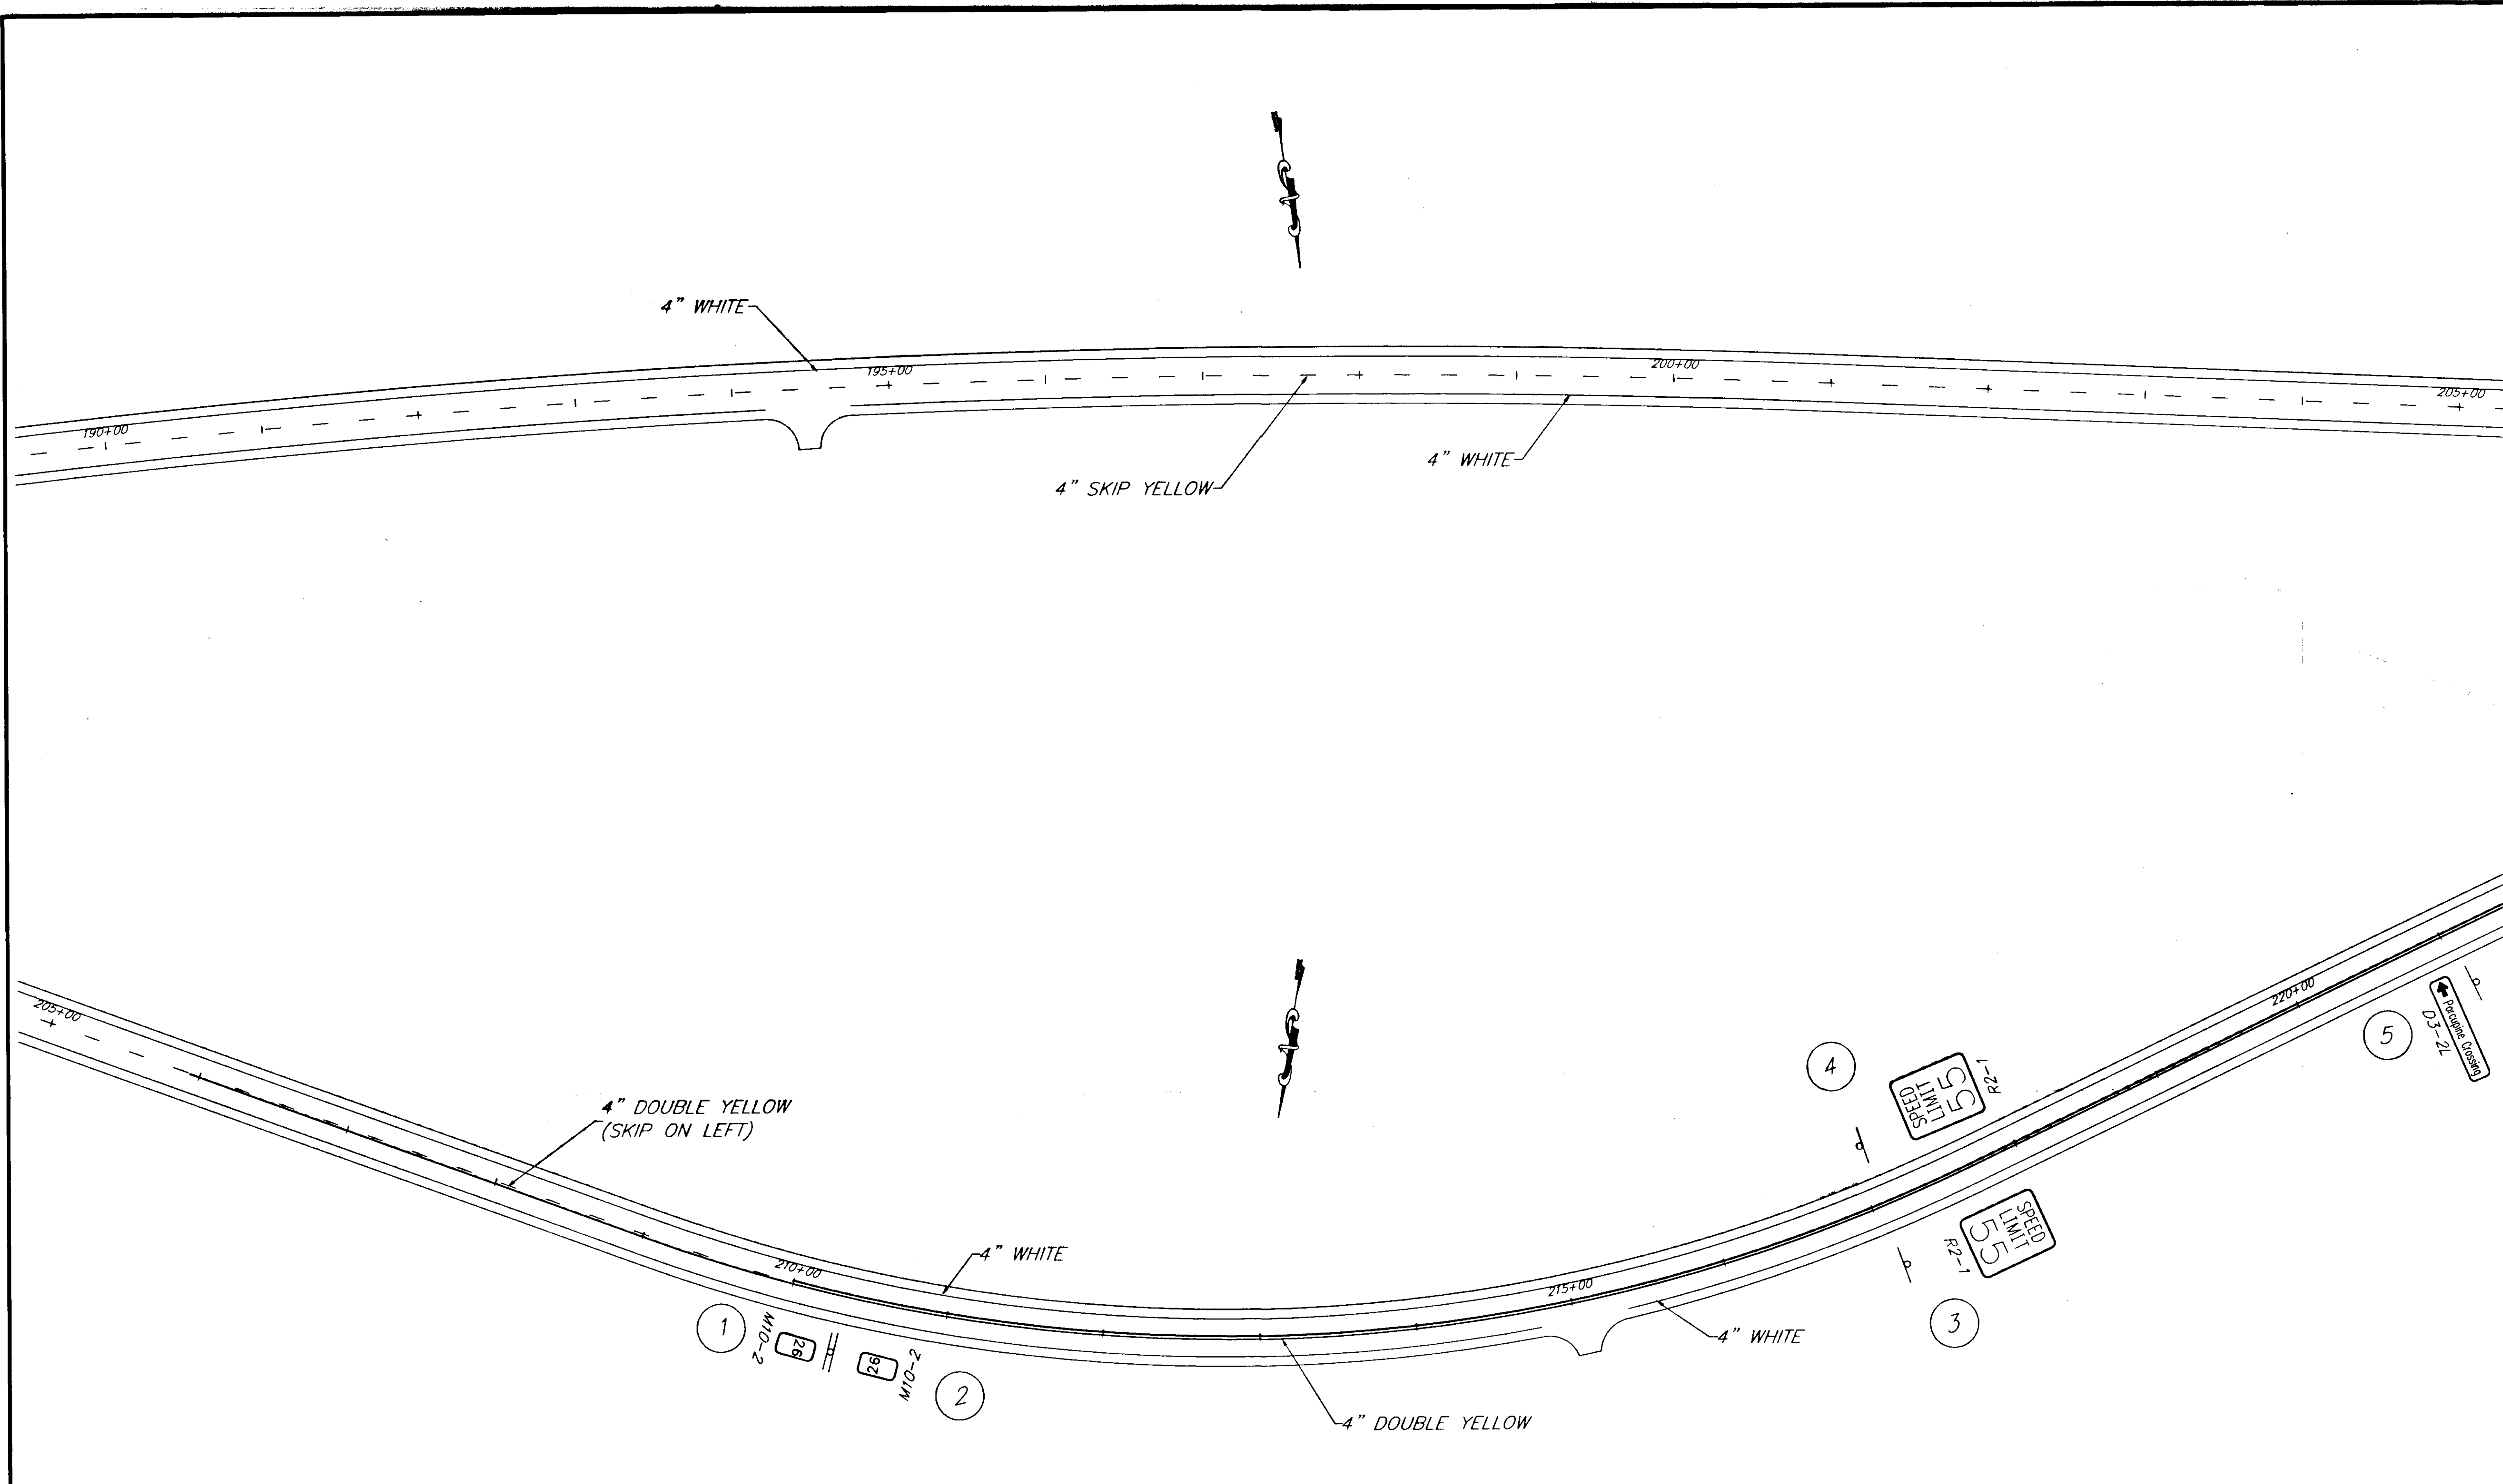 4" WHITE
190+00
195+00
200+00
205+00
4" WHITE
4" SKIP YELLOW
205+00
4" DOUBLE YELLOW
(SKIP ON LEFT)
210+00
4" WHITE
215+00
220+00
1
M10-2
26
26
M10-2
2
4" DOUBLE YELLOW
4" WHITE
3
R2-1
SPEED
LIMIT
55
4
SPEED
LIMIT
55
R2-1
5
D3-2L
Porcupine Crossing